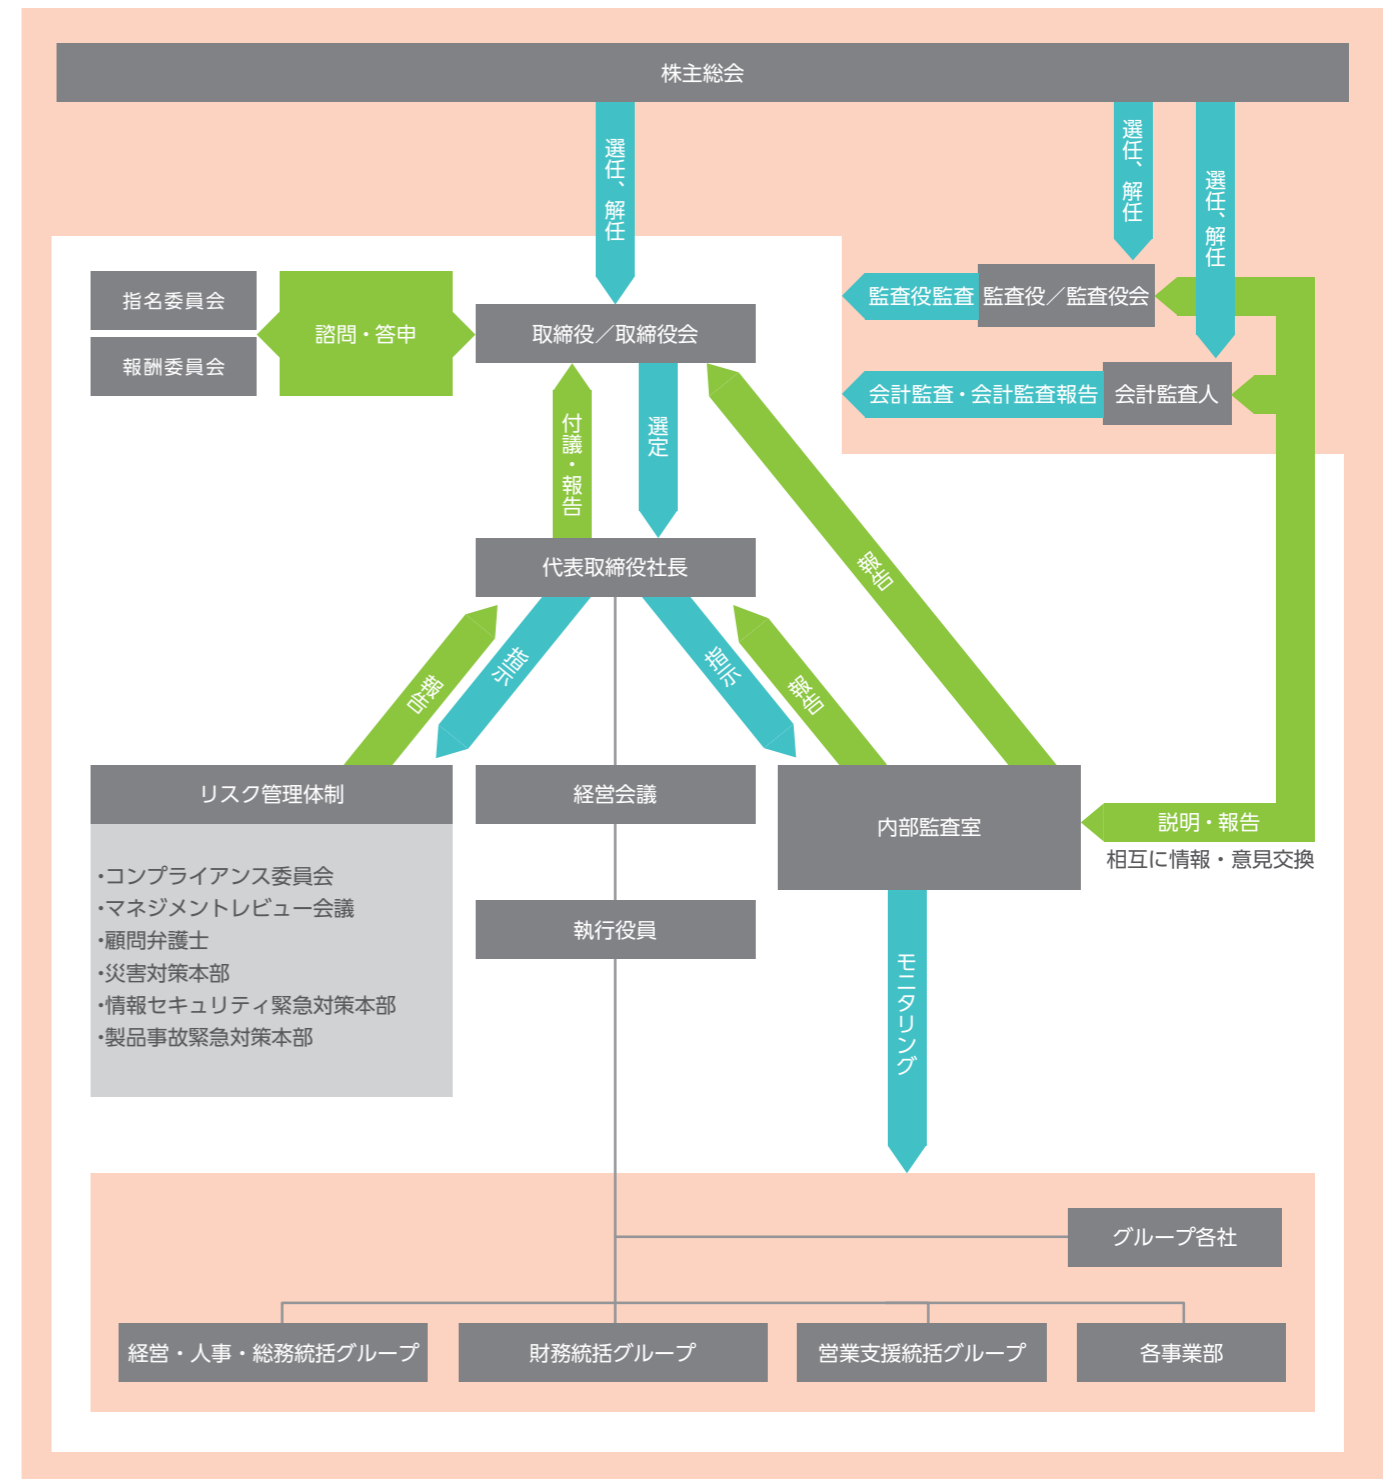 株主総会
選任、解任
選任、解任
選任、解任
指名委員会
報酬委員会
諮問・答申
取締役／取締役会
監査役監査
監査役／監査役会
会計監査・会計監査報告
会計監査人
付議・報告
選定
報告
代表取締役社長
報告
指示
指示
報告
リスク管理体制
・コンプライアンス委員会
・マネジメントレビュー会議
・顧問弁護士
・災害対策本部
・情報セキュリティ緊急対策本部
・製品事故緊急対策本部
経営会議
執行役員
内部監査室
説明・報告
相互に情報・意見交換
モニタリング
グループ各社
経営・人事・総務統括グループ
財務統括グループ
営業支援統括グループ
各事業部